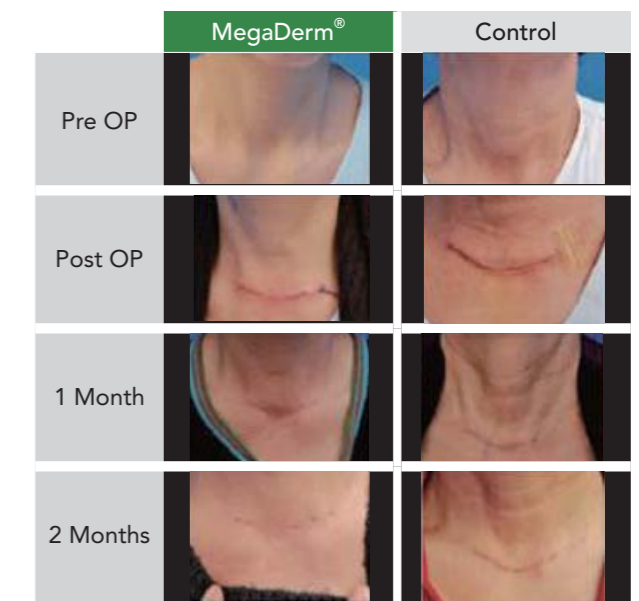 MegaDerm®
Control
Pre OP
Post OP
1 Month
2 Months